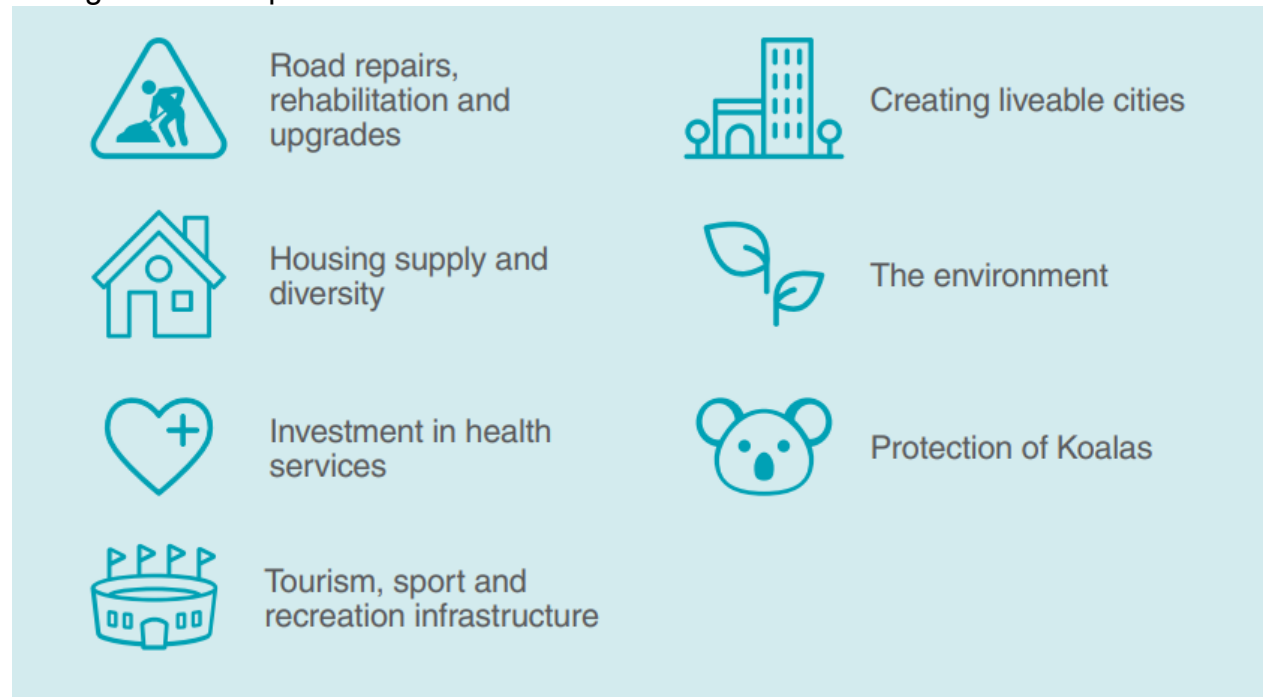 Road repairs,
rehabilitation and
upgrades
Housing supply and
diversity
Investment in health
services
Tourism, sport and
recreation infrastructure
Creating liveable cities
The environment
Protection of Koalas